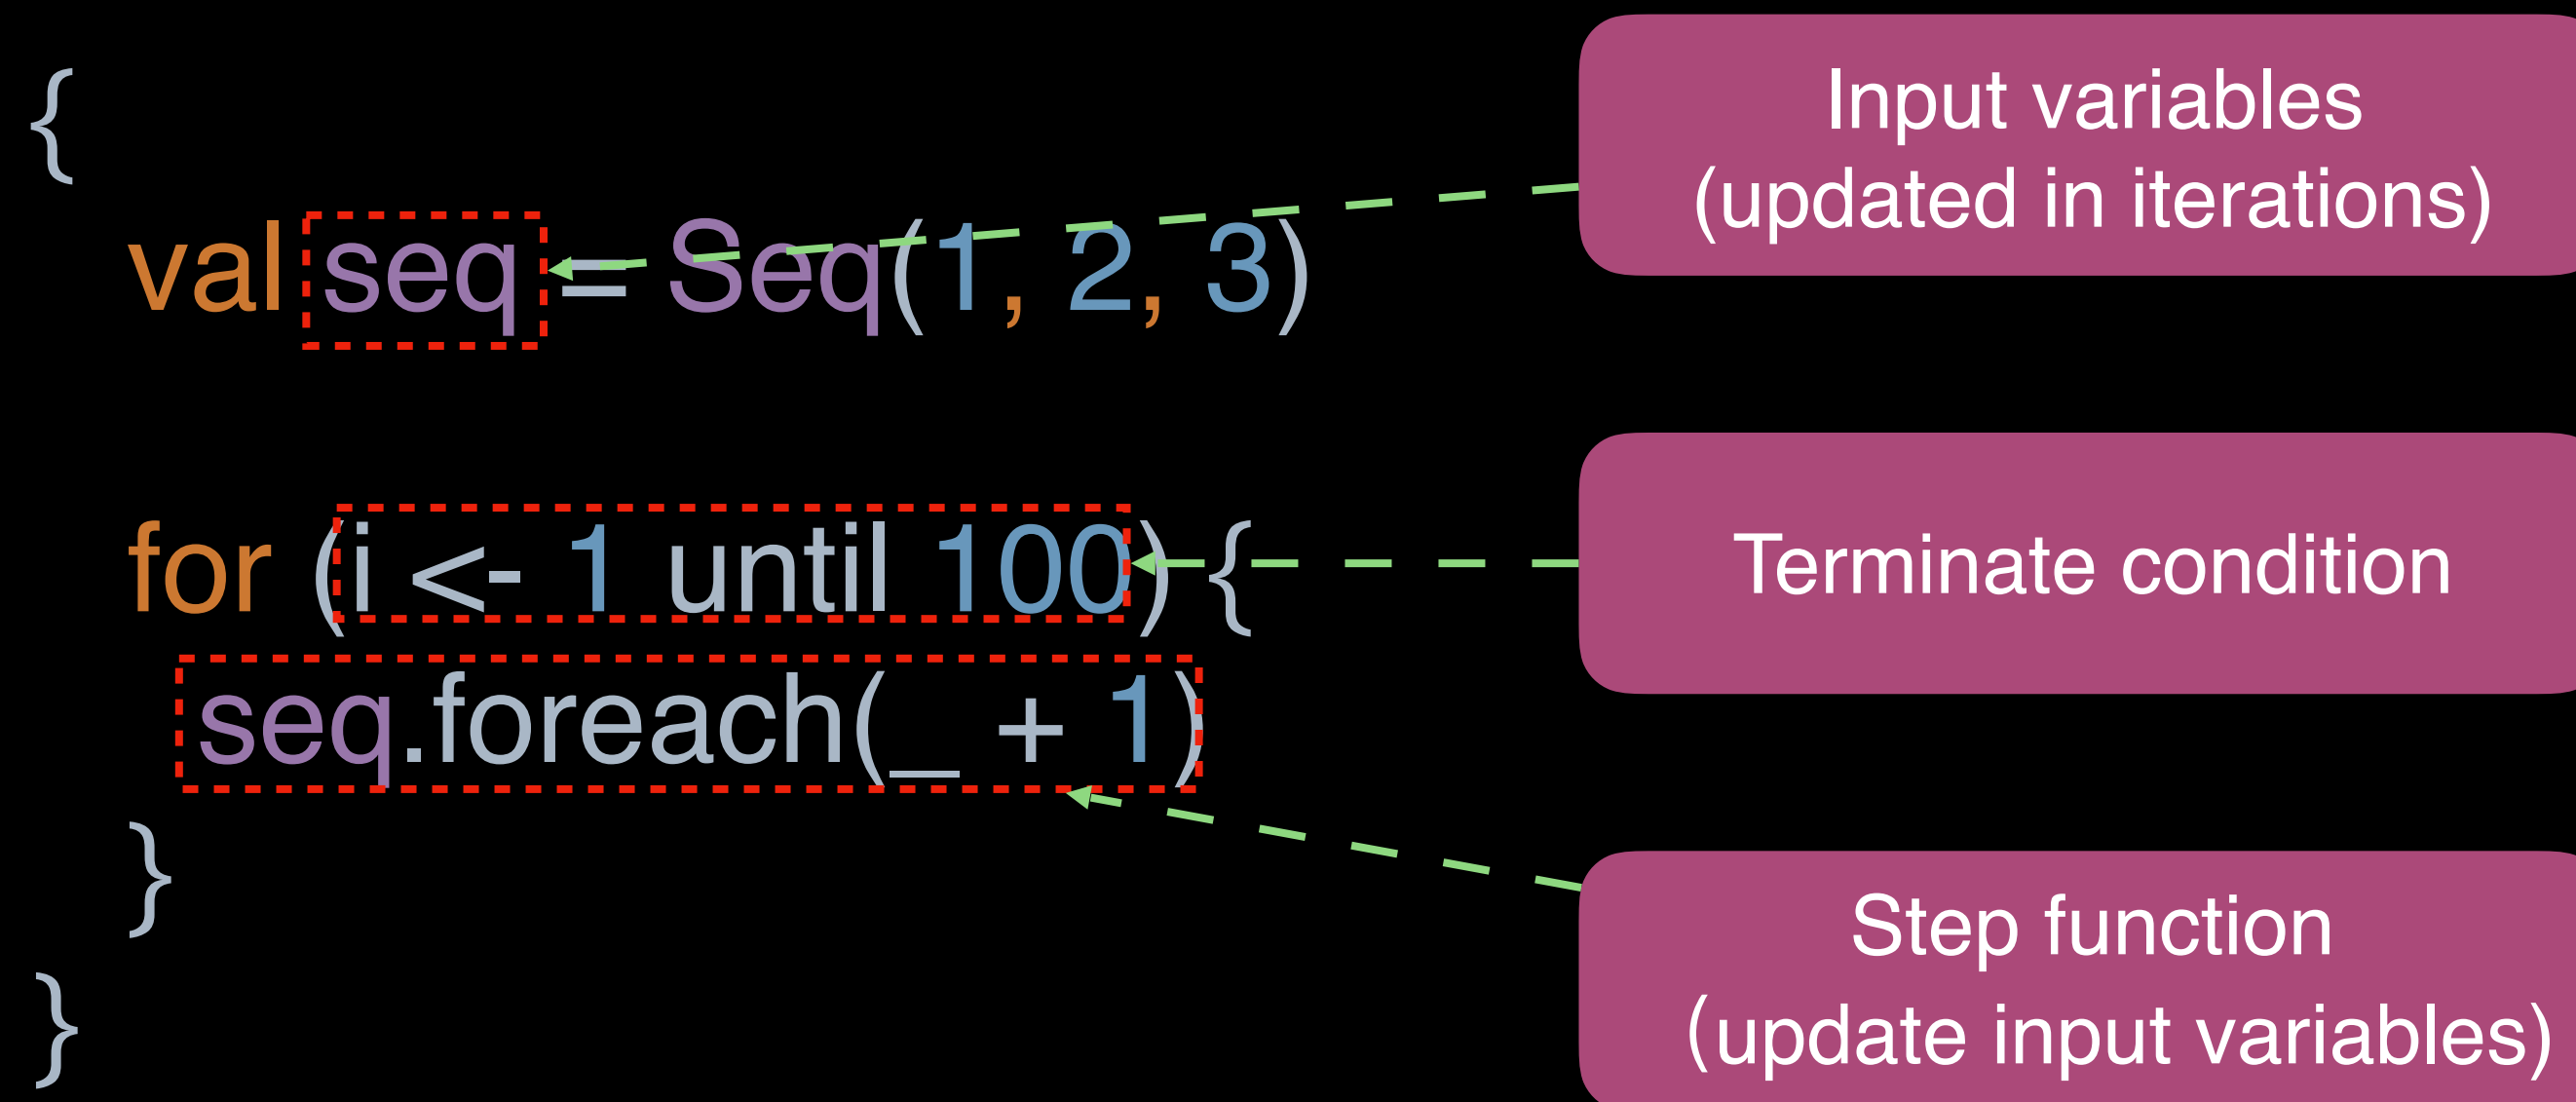 {
val seq = Seq(1, 2, 3)
for (i <- 1 until 100) {
seq.foreach(_ + 1)
}
}
Input variables
(updated in iterations)
Terminate condition
Step function
(update input variables)